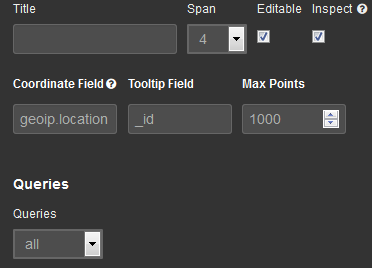 Title Span Editable Inspect
4
Coordinate Field Tooltip Field Max Points
geoip.location _id 1000
Queries
Queries
all